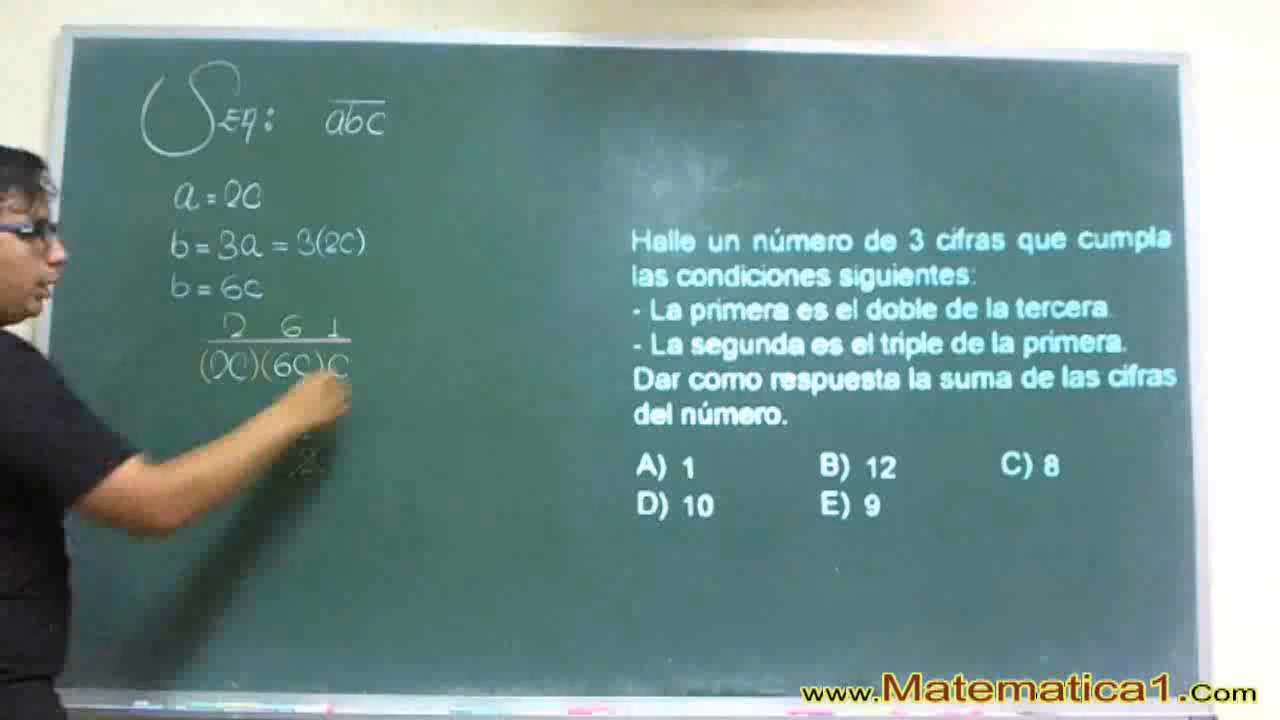 Sea: abc
a = 2C
b = 3a = 3(2C)
b = 6C
2 6 1
(2C)(6C)C
2
Halle un número de 3 cifras que cumpla
las condiciones siguientes:
- La primera es el doble de la tercera.
- La segunda es el triple de la primera.
Dar como respuesta la suma de las cifras
del número.
A) 1 B) 12 C) 8
D) 10 E) 9
www.Matematica1.Com